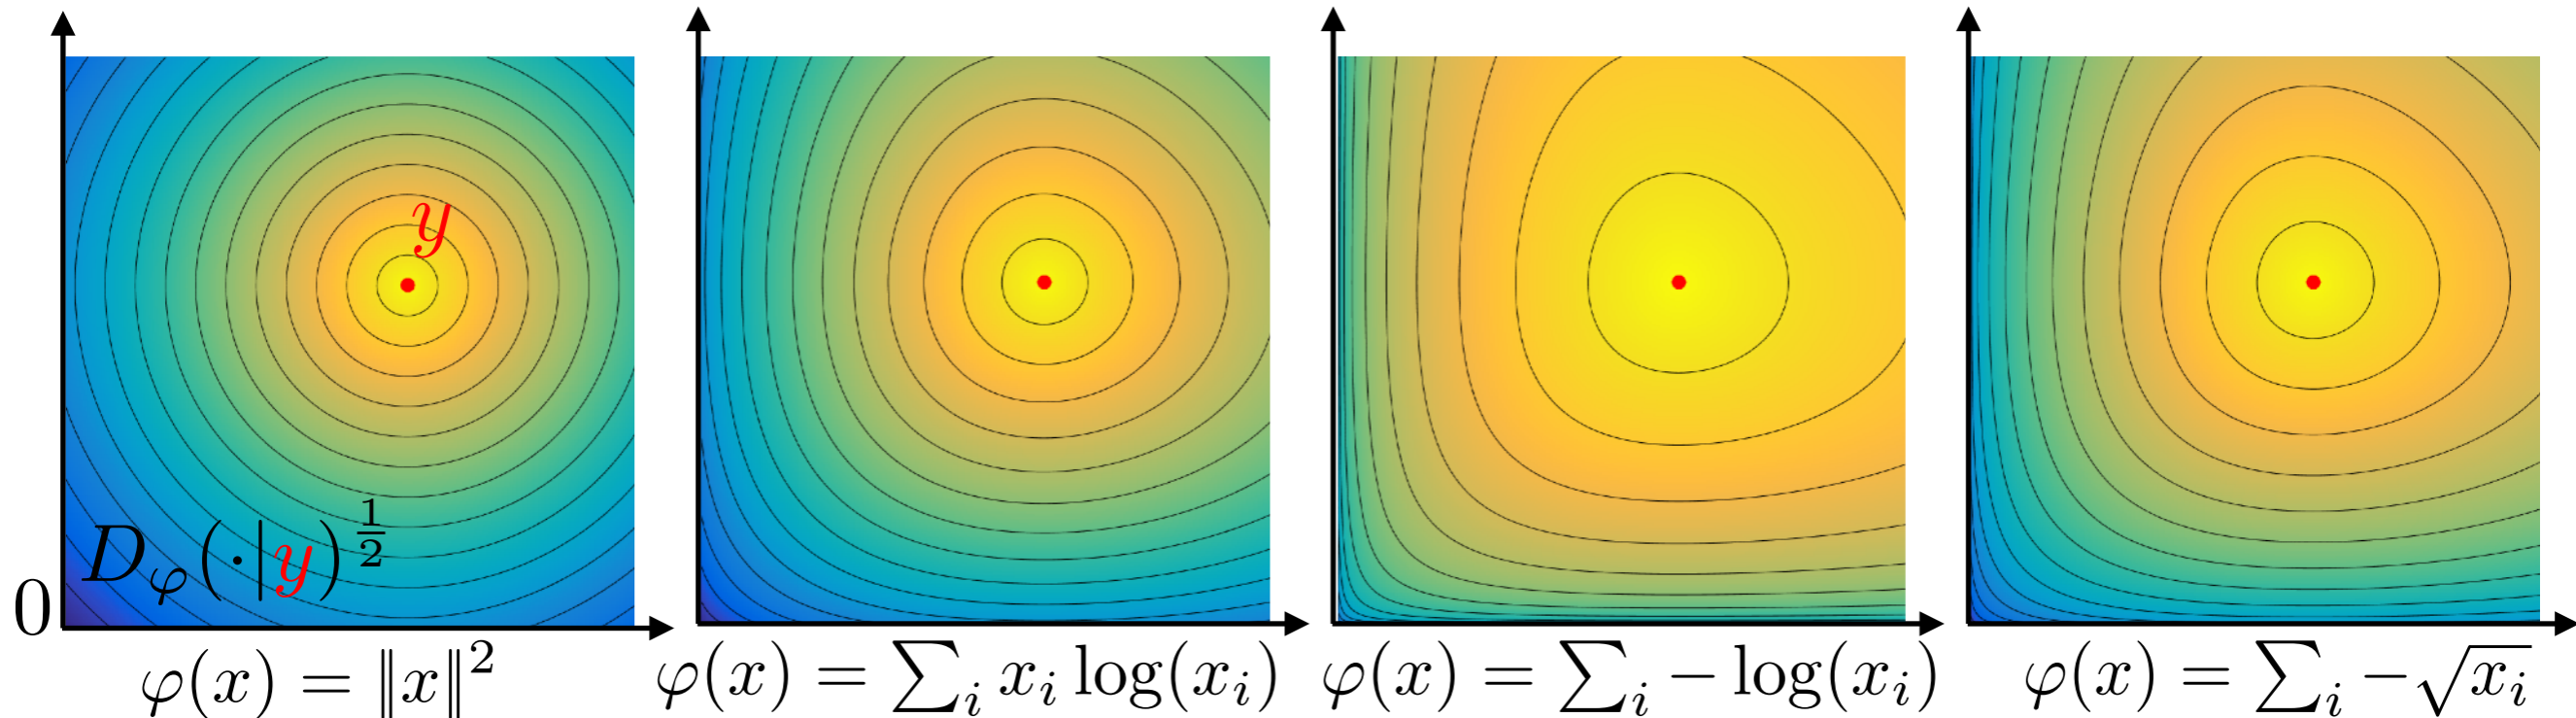 y
D_φ(·|y)^{1/2}
0
φ(x) = ‖x‖²
φ(x) = ∑_i x_i log(x_i)
φ(x) = ∑_i − log(x_i)
φ(x) = ∑_i −√x_i